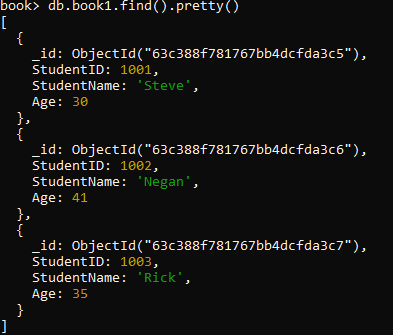 book> db.book1.find().pretty()
[
  {
    _id: ObjectId("63c388f781767bb4dcfda3c5"),
    StudentID: 1001,
    StudentName: 'Steve',
    Age: 30
  },
  {
    _id: ObjectId("63c388f781767bb4dcfda3c6"),
    StudentID: 1002,
    StudentName: 'Negan',
    Age: 41
  },
  {
    _id: ObjectId("63c388f781767bb4dcfda3c7"),
    StudentID: 1003,
    StudentName: 'Rick',
    Age: 35
  }
]